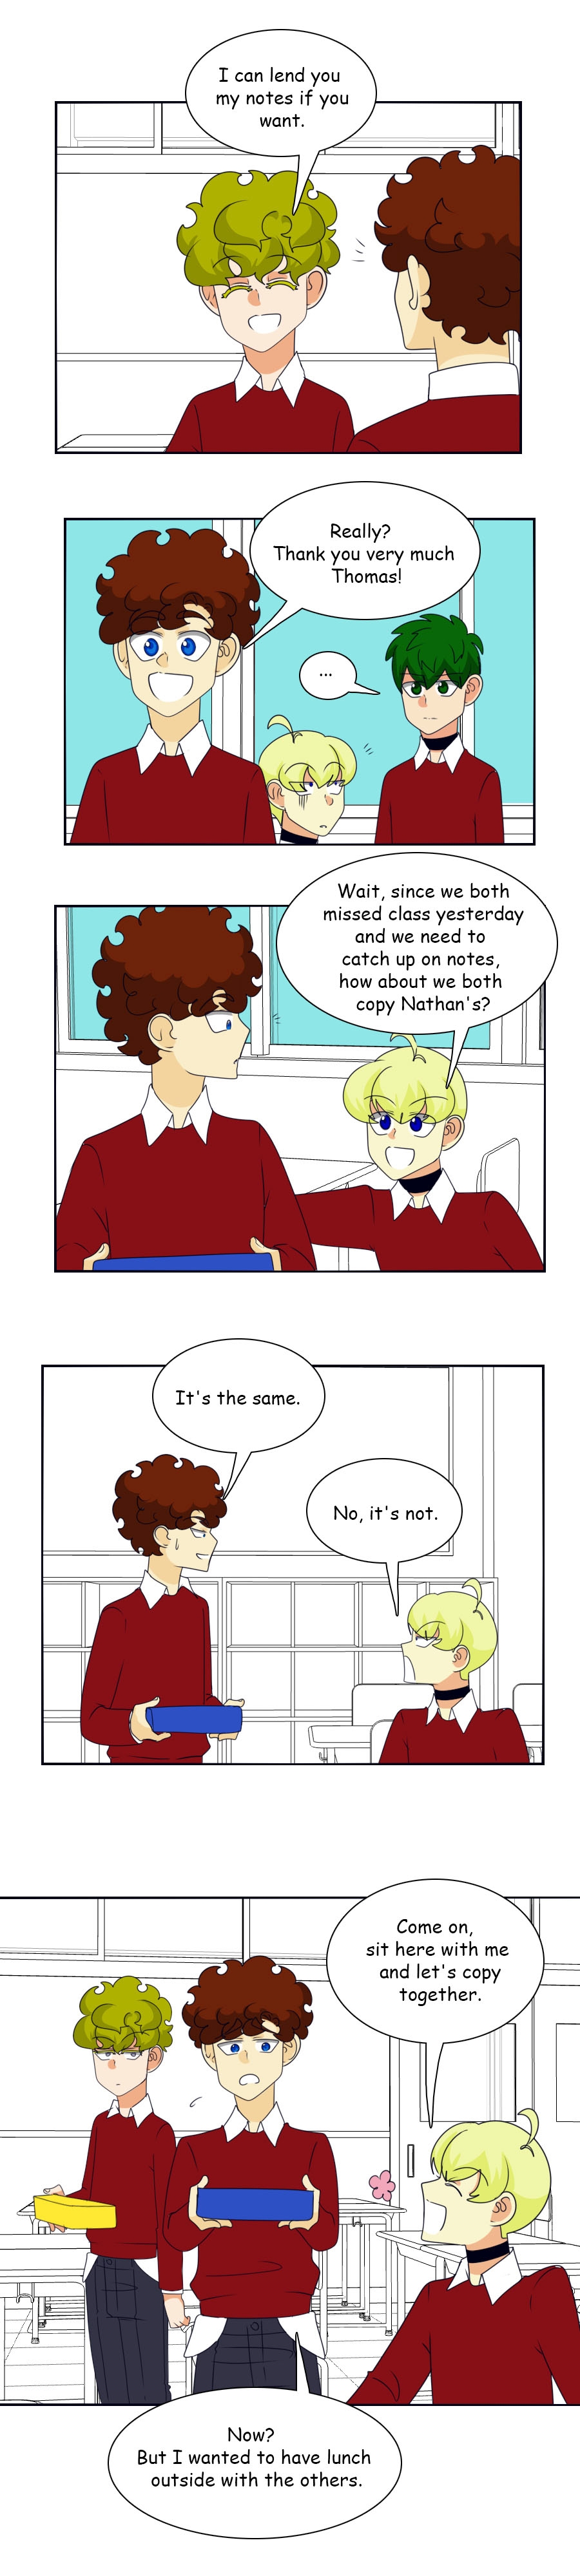 I can lend you
my notes if you
want.
Really?
Thank you very much
Thomas!
...
Wait, since we both
missed class yesterday
and we need to
catch up on notes,
how about we both
copy Nathan's?
It's the same.
No, it's not.
Come on,
sit here with me
and let's copy
together.
Now?
But I wanted to have lunch
outside with the others.